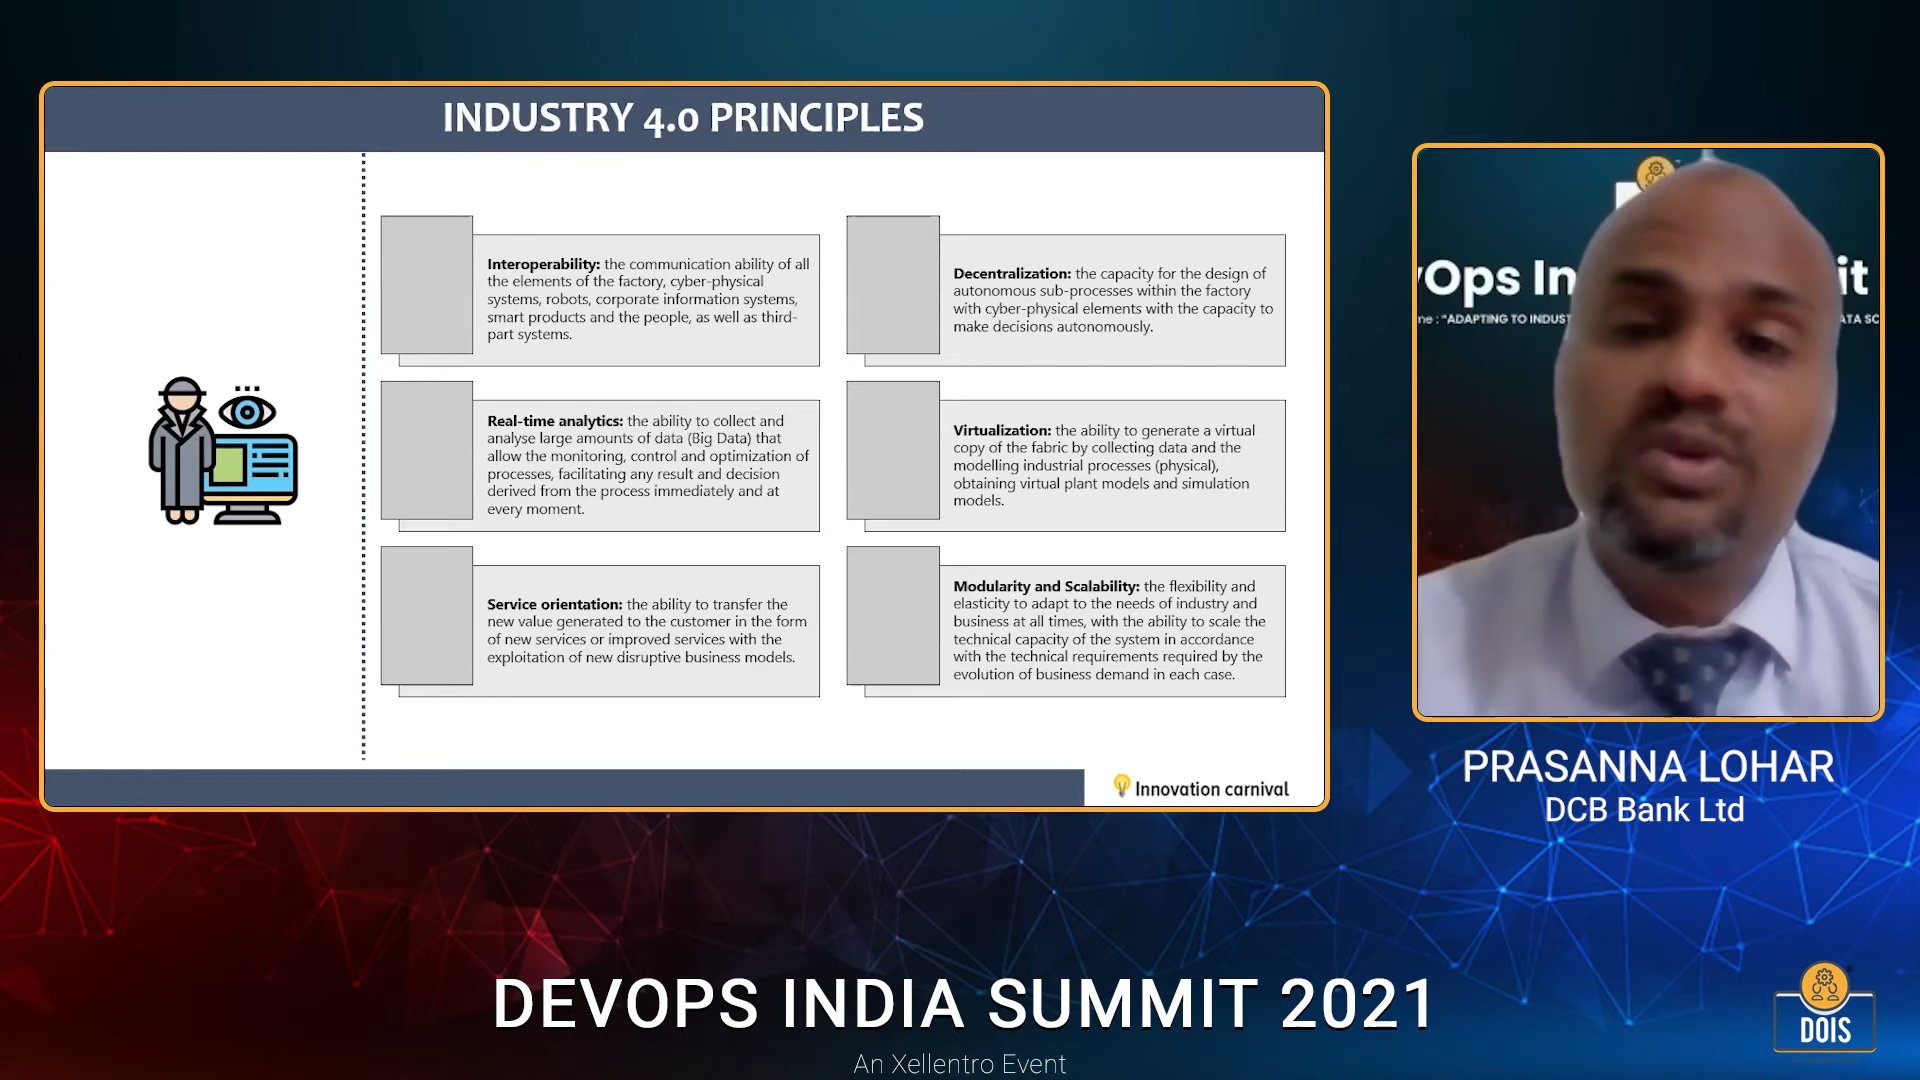 INDUSTRY 4.0 PRINCIPLES
Interoperability: the communication ability of all
the elements of the factory, cyber-physical
systems, robots, corporate information systems,
smart products and the people, as well as third-
part systems.
Decentralization: the capacity for the design of
autonomous sub-processes within the factory
with cyber-physical elements with the capacity to
make decisions autonomously.
Real-time analytics: the ability to collect and
analyse large amounts of data (Big Data) that
allow the monitoring, control and optimization of
processes, facilitating any result and decision
derived from the process immediately and at
every moment.
Virtualization: the ability to generate a virtual
copy of the fabric by collecting data and the
modelling industrial processes (physical),
obtaining virtual plant models and simulation
models.
Service orientation: the ability to transfer the
new value generated to the customer in the form
of new services or improved services with the
exploitation of new disruptive business models.
Modularity and Scalability: the flexibility and
elasticity to adapt to the needs of industry and
business at all times, with the ability to scale the
technical capacity of the system in accordance
with the technical requirements required by the
evolution of business demand in each case.
Innovation carnival
Ops In it
: "ADAPTING TO INDUST ATA SC
PRASANNA LOHAR
DCB Bank Ltd
DEVOPS INDIA SUMMIT 2021
An Xellentro Event
DOIS